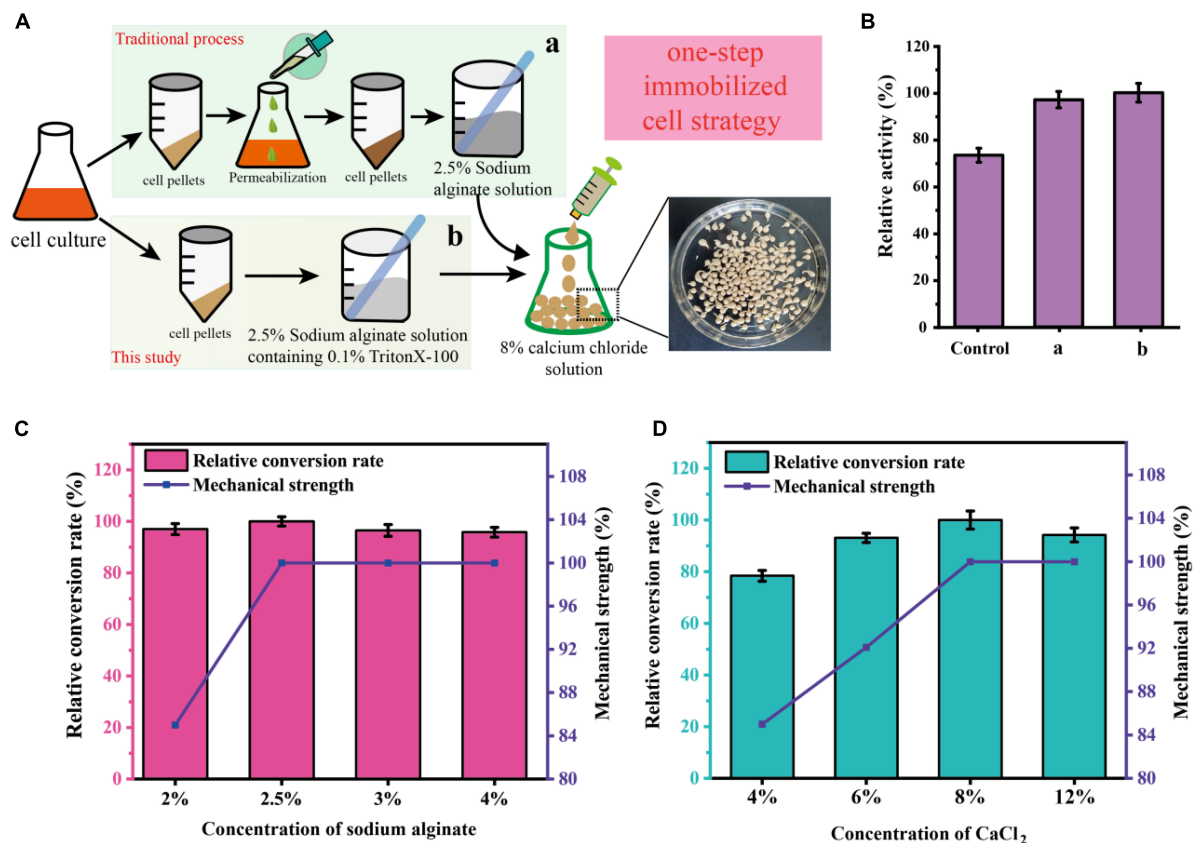 A
Traditional process
a
cell pellets
Permeabilization
cell pellets
2.5% Sodium
alginate solution
cell culture
b
cell pellets
2.5% Sodium alginate solution
containing 0.1% TritonX-100
This study
one-step
immobilized
cell strategy
8% calcium chloride
solution
B
Relative activity (%)
120
100
80
60
40
20
0
Control
a
b
C
Relative conversion rate
Mechanical strength
Relative conversion rate (%)
120
100
80
60
40
20
0
Mechanical strength (%)
108
104
100
96
92
88
84
80
2%
2.5%
3%
4%
Concentration of sodium alginate
D
Relative conversion rate
Mechanical strength
Relative conversion rate (%)
120
100
80
60
40
20
0
Mechanical strength (%)
108
104
100
96
92
88
84
80
4%
6%
8%
12%
Concentration of CaCl₂